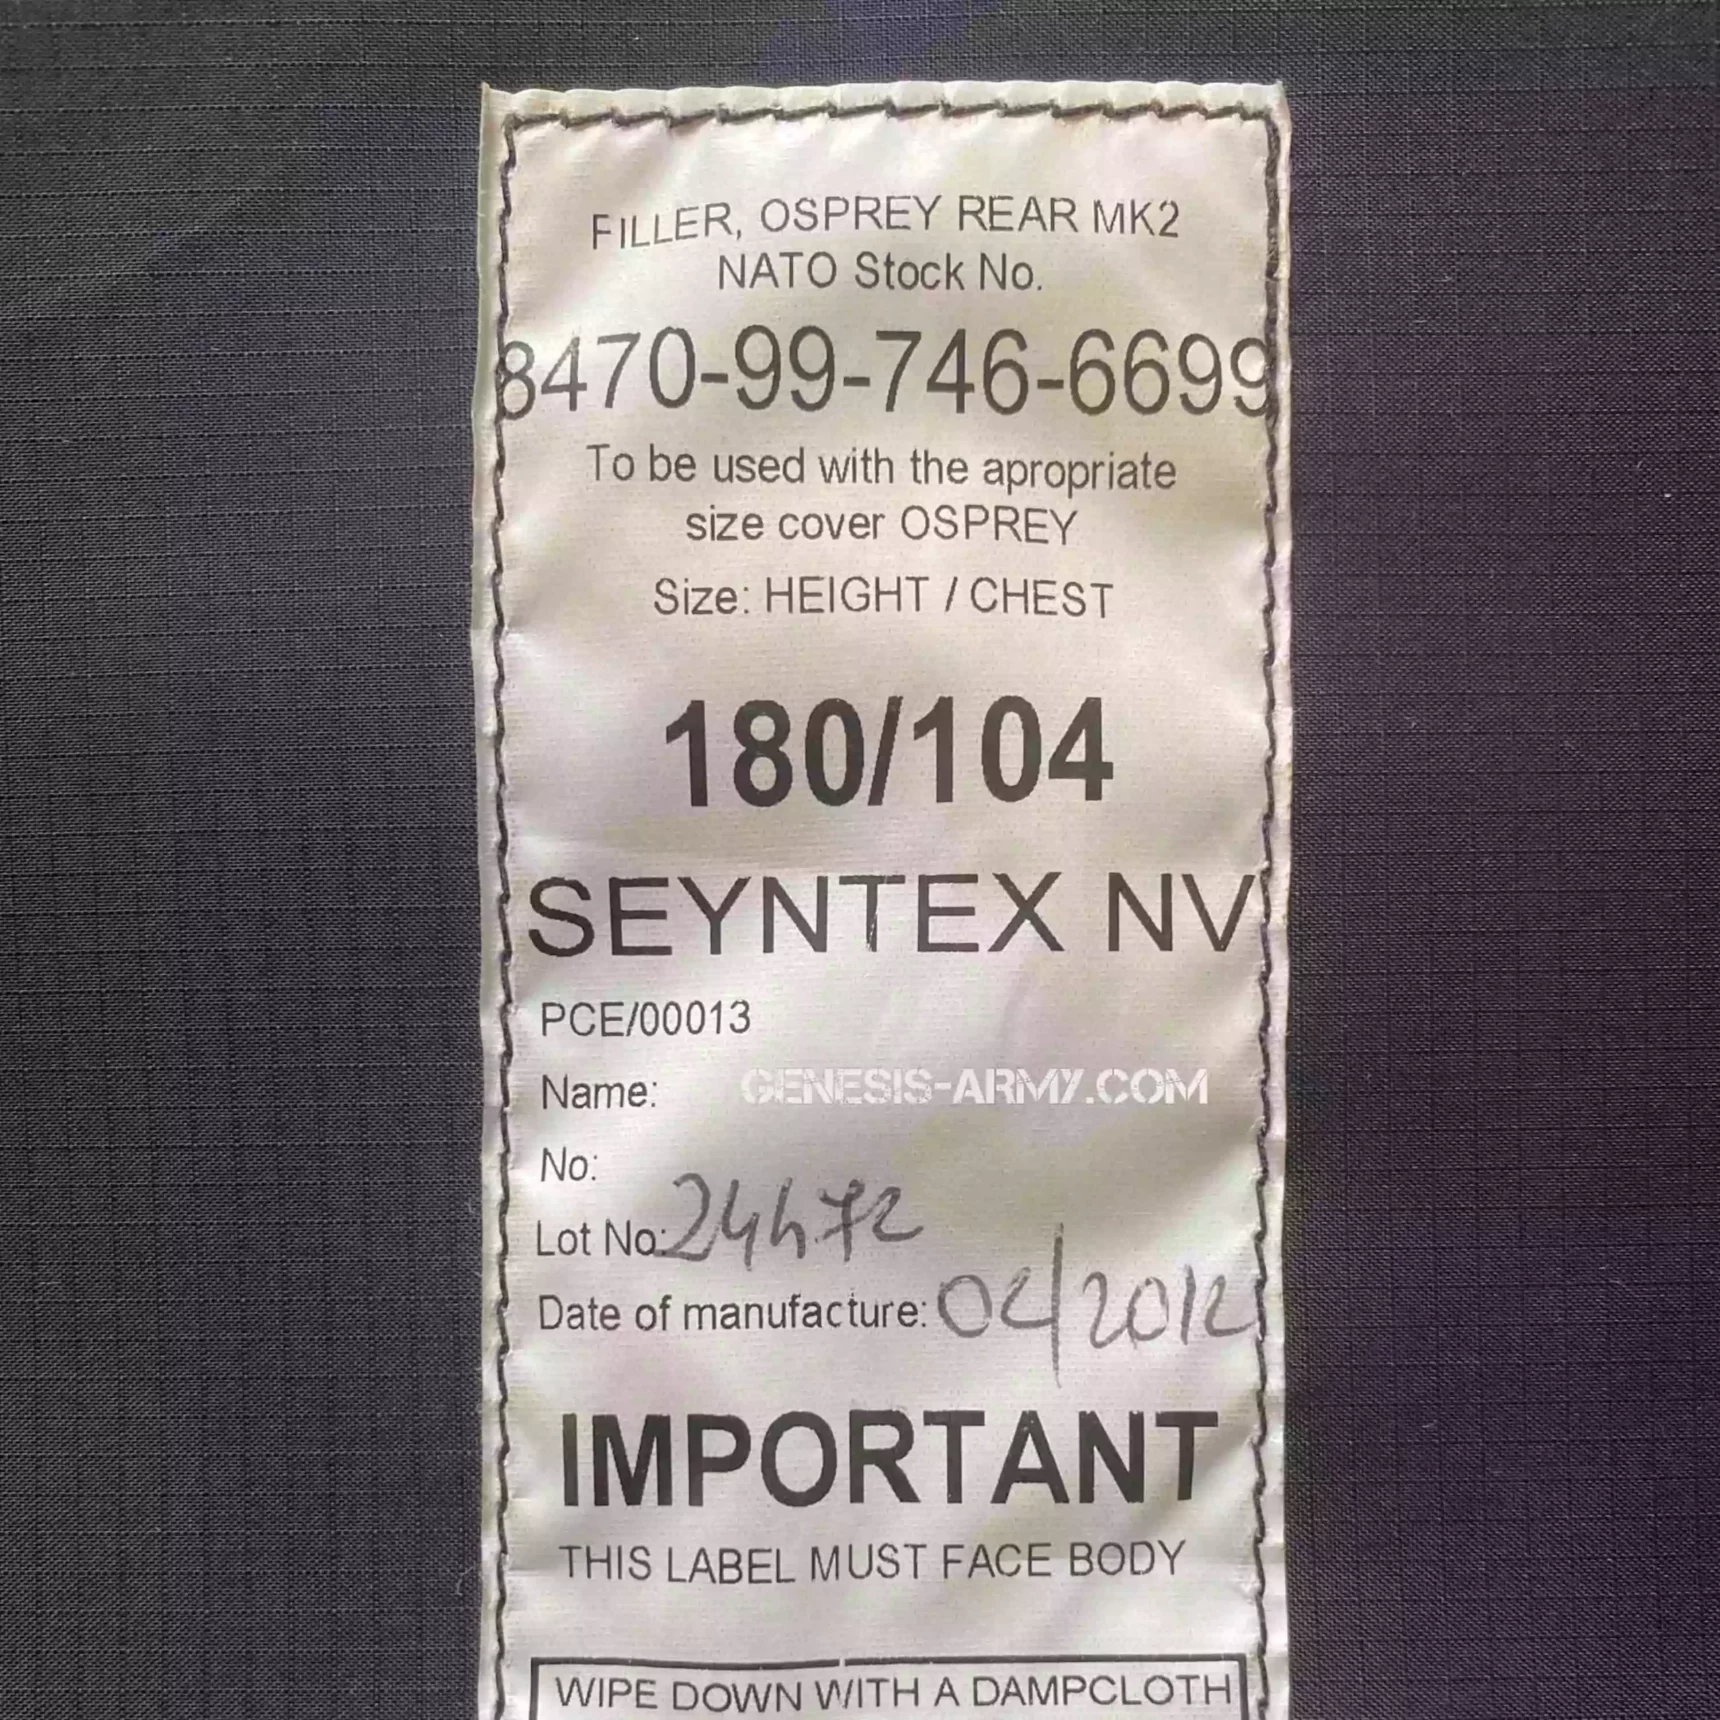 FILLER, OSPREY REAR MK2
NATO Stock No.
8470-99-746-6699
To be used with the apropriate
size cover OSPREY
Size: HEIGHT / CHEST
180/104
SEYNTEX NV
PCE/00013
Name:
GENESIS-ARMY.COM
No:
Lot No: 24472
Date of manufacture: 02/2012
IMPORTANT
THIS LABEL MUST FACE BODY
WIPE DOWN WITH A DAMPCLOTH